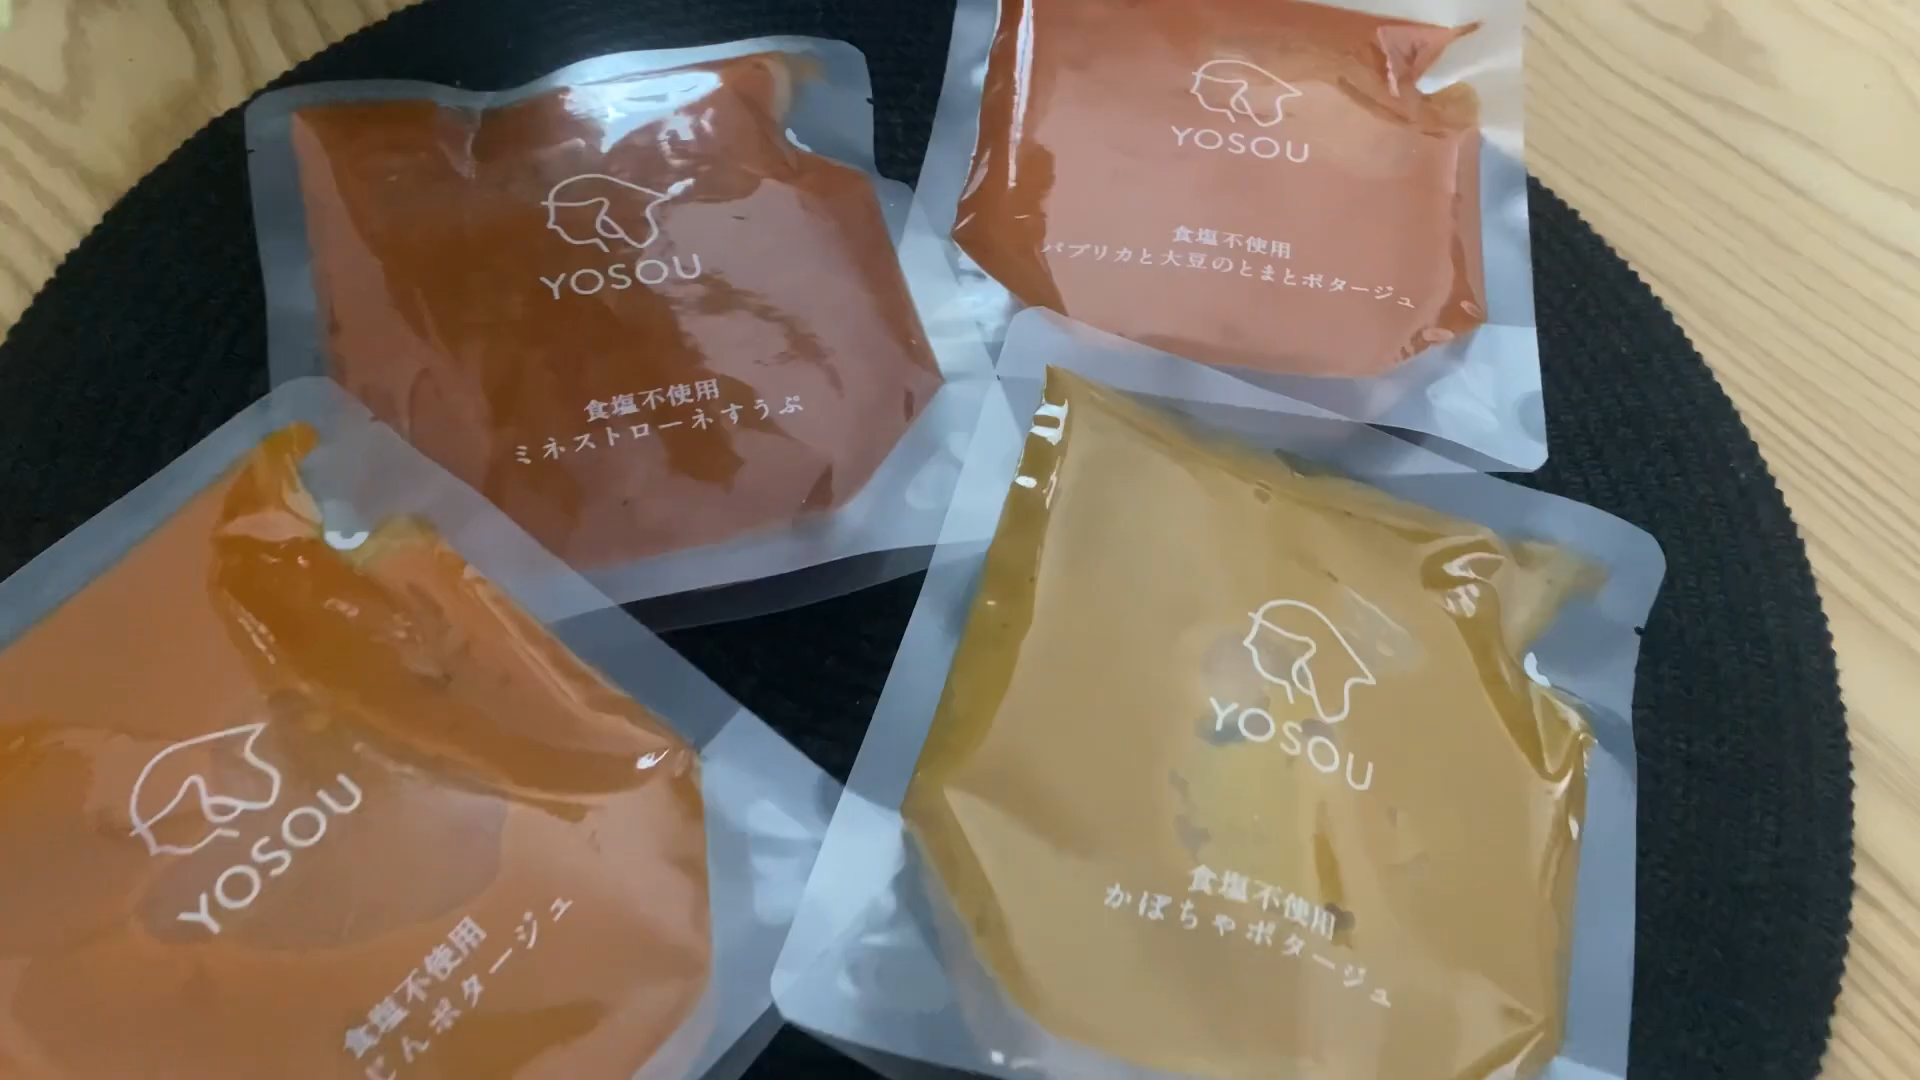 YOSOU
食塩不使用
ミネストローネすうぷ
YOSOU
食塩不使用
パプリカと大豆のとまとポタージュ
YOSOU
食塩不使用
じんポタージュ
YOSOU
食塩不使用
かぼちゃポタージュ